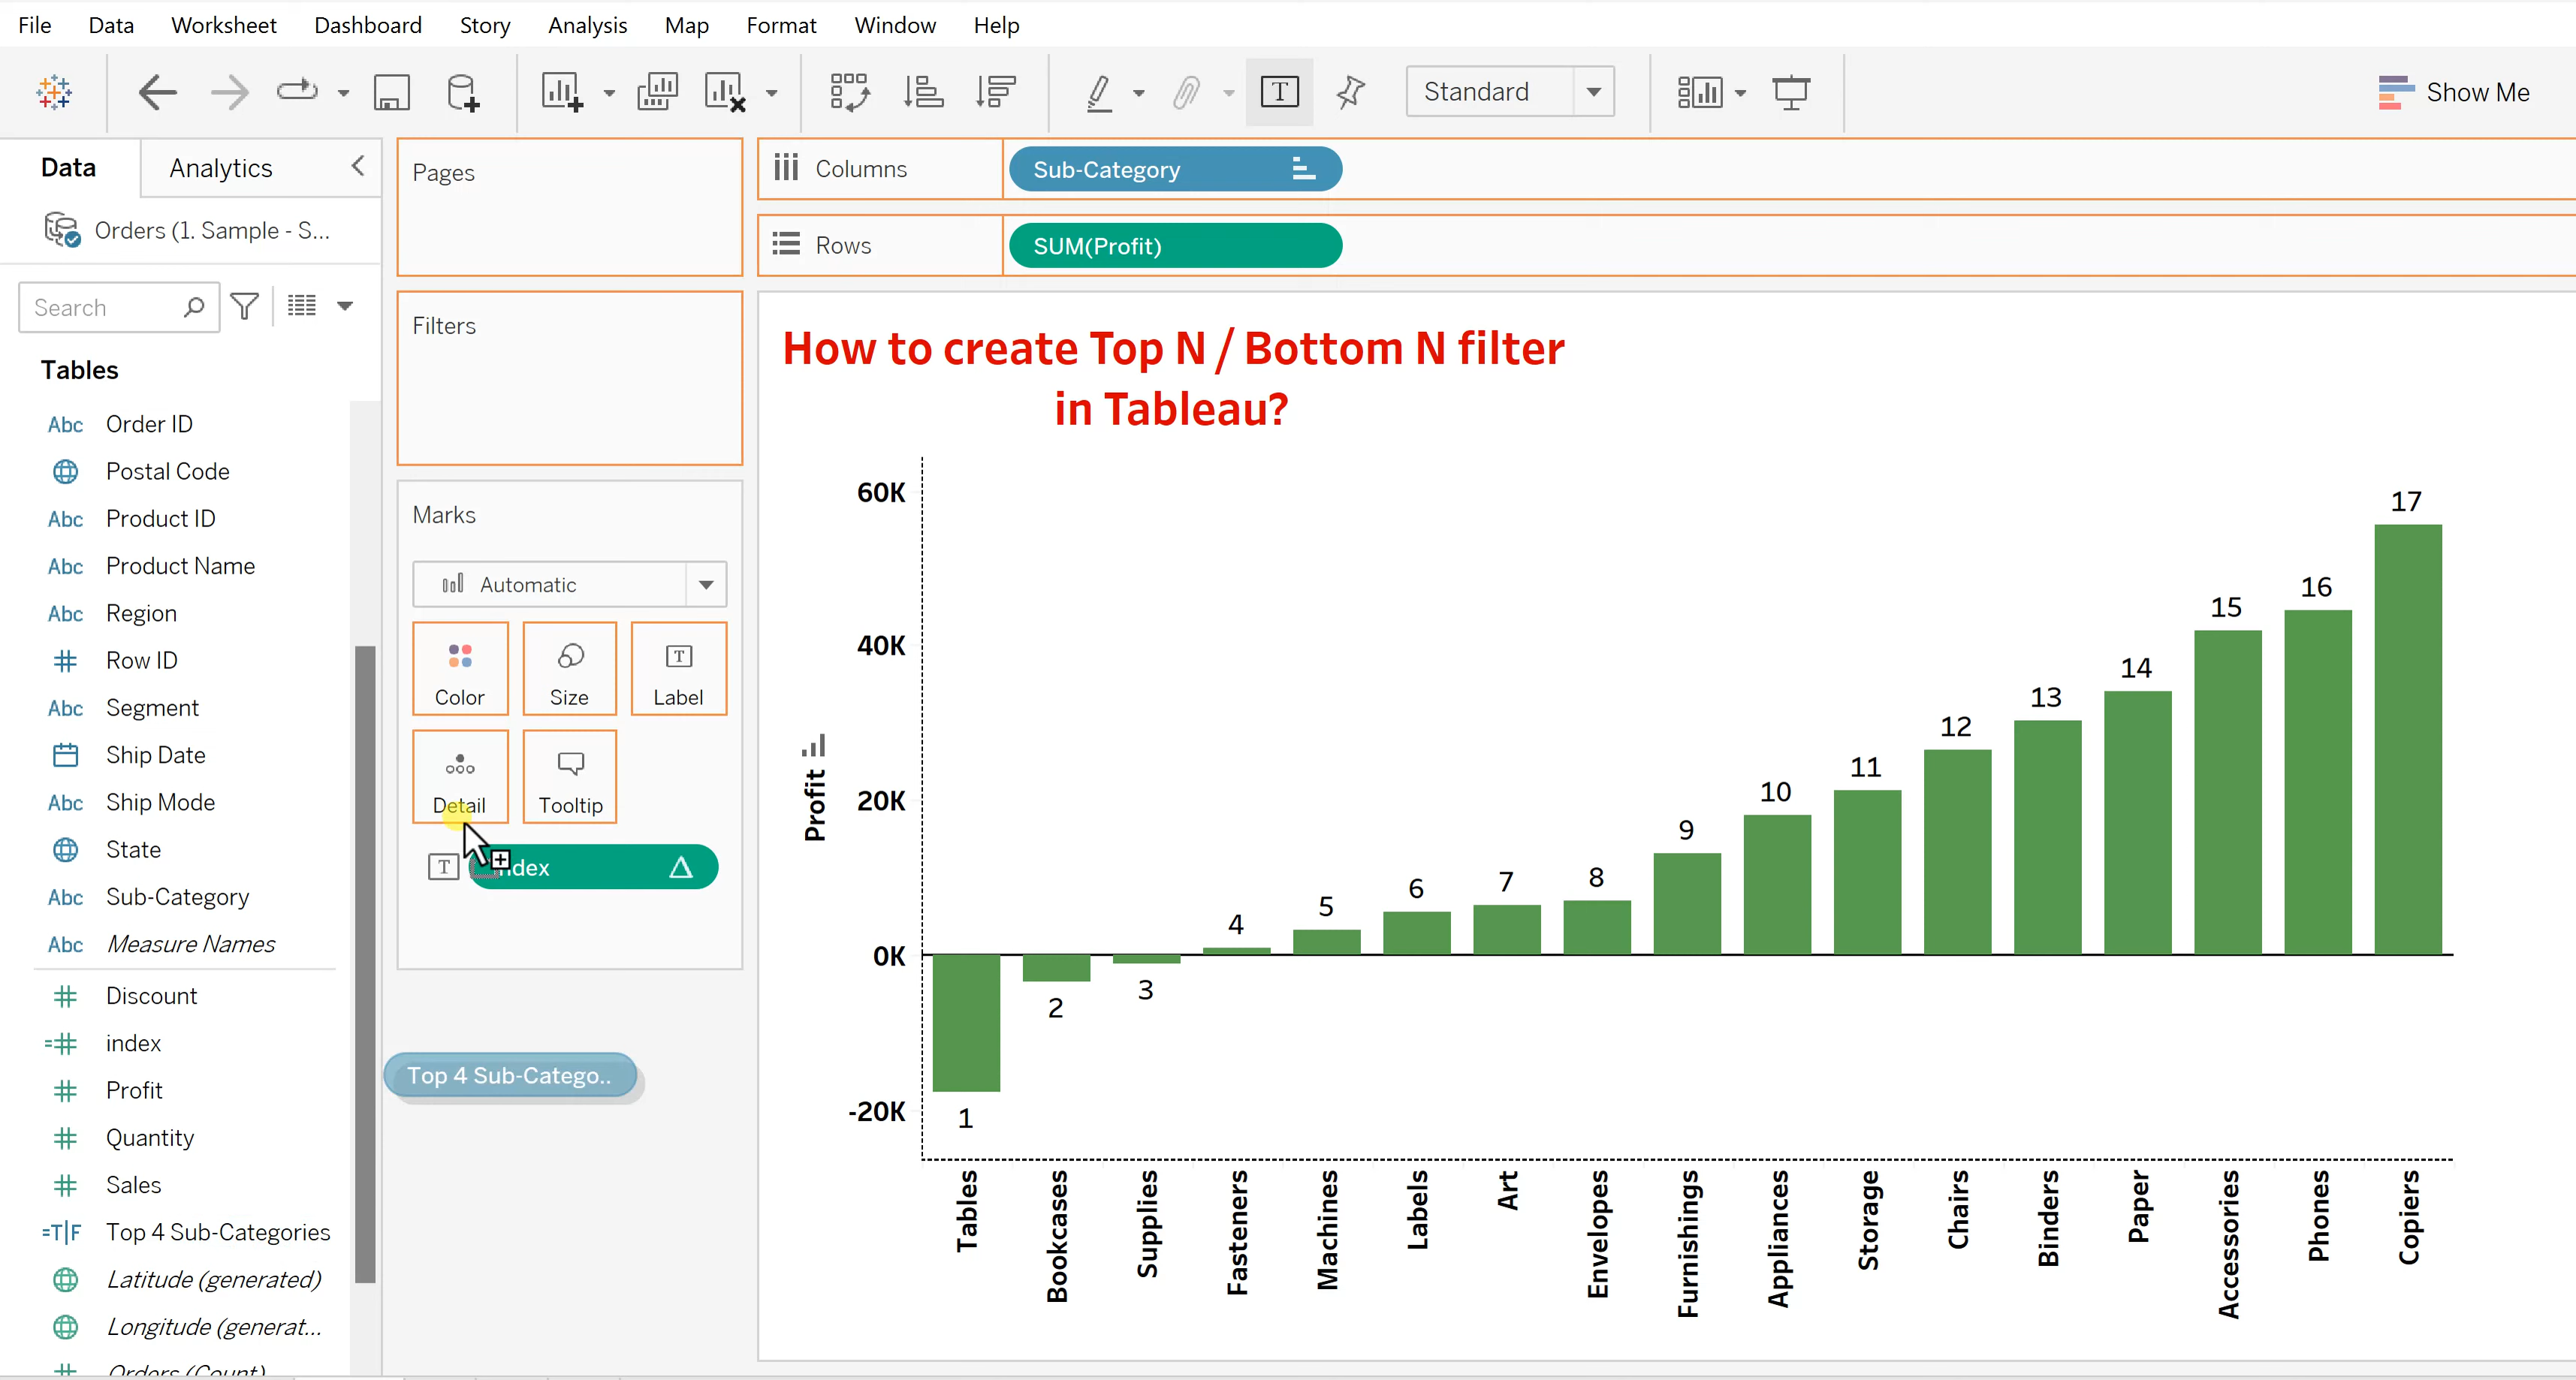 File Data Worksheet Dashboard Story Analysis Map Format Window Help
Standard
Show Me
Data Analytics
Orders (1. Sample - S...
Search
Tables
Abc Order ID
Postal Code
Abc Product ID
Abc Product Name
Abc Region
Row ID
Abc Segment
Ship Date
Abc Ship Mode
State
Abc Sub-Category
Abc Measure Names
Discount
=# index
# Profit
# Quantity
# Sales
=T|F Top 4 Sub-Categories
Latitude (generated)
Longitude (generat...
Orders (Count)
Pages
Filters
Marks
Automatic
Color Size Label
Detail Tooltip
T index
Top 4 Sub-Catego..
Columns Sub-Category
Rows SUM(Profit)
How to create Top N / Bottom N filter
in Tableau?
Profit
60K
40K
20K
0K
-20K
1 2 3 4 5 6 7 8 9 10 11 12 13 14 15 16 17
Tables
Bookcases
Supplies
Fasteners
Machines
Labels
Art
Envelopes
Furnishings
Appliances
Storage
Chairs
Binders
Paper
Accessories
Phones
Copiers